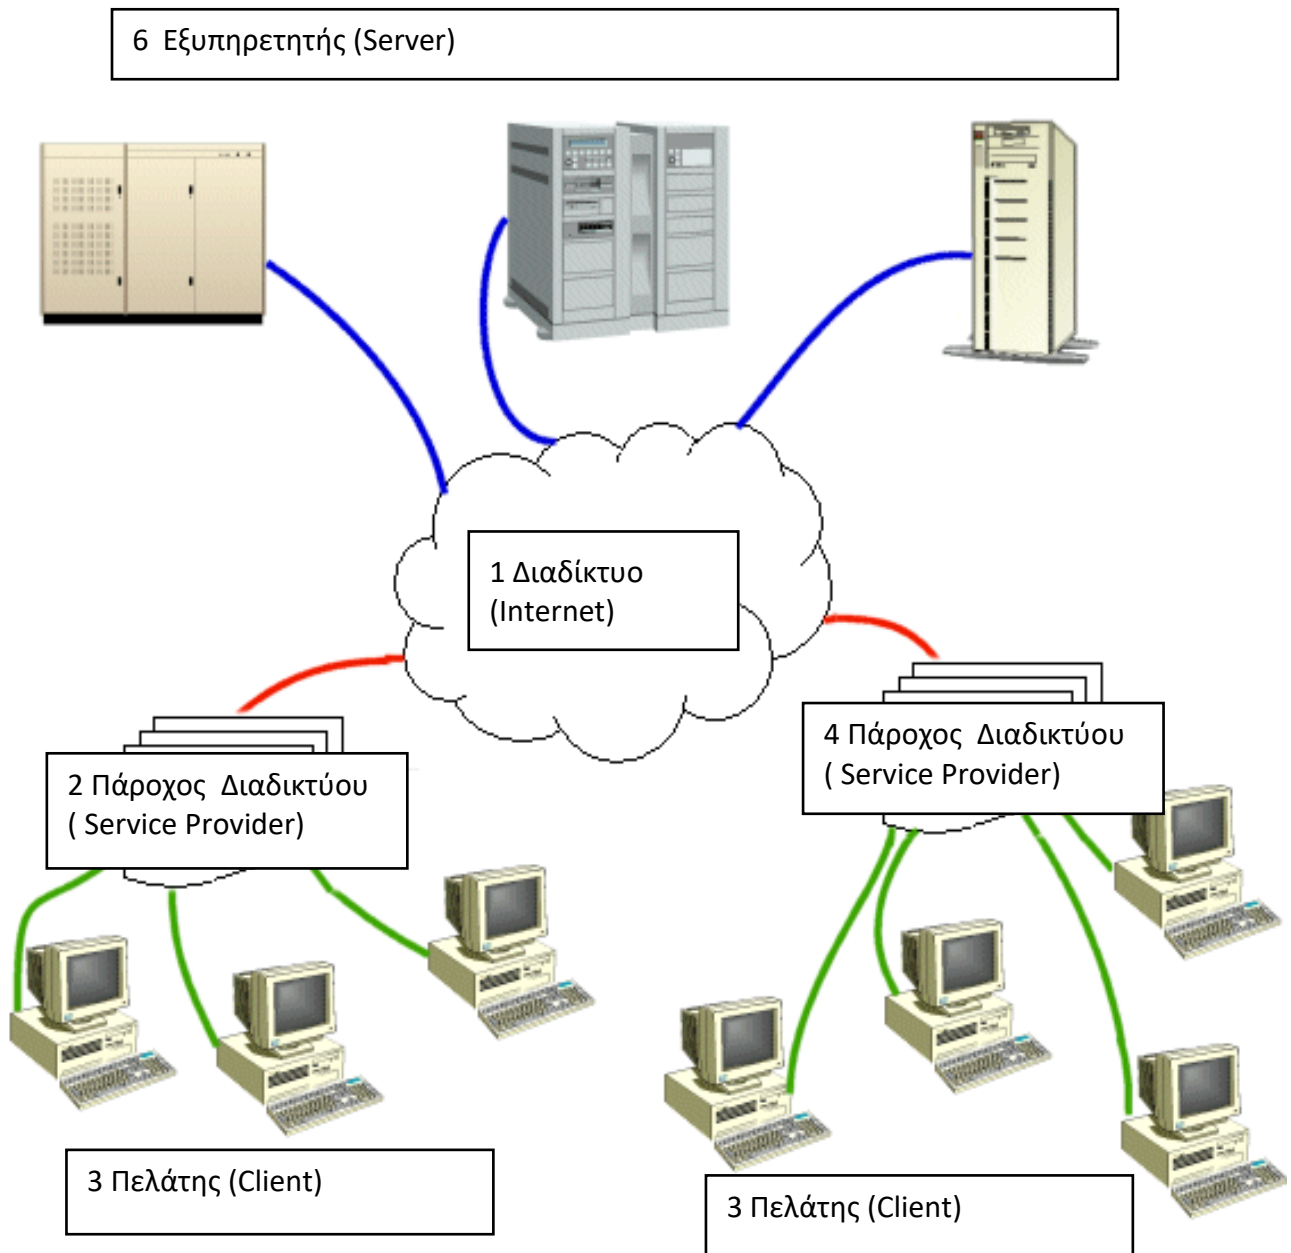 6 Εξυπηρετητής (Server)
1 Διαδίκτυο
(Internet)
4 Πάροχος Διαδικτύου
( Service Provider)
2 Πάροχος Διαδικτύου
( Service Provider)
3 Πελάτης (Client)
3 Πελάτης (Client)